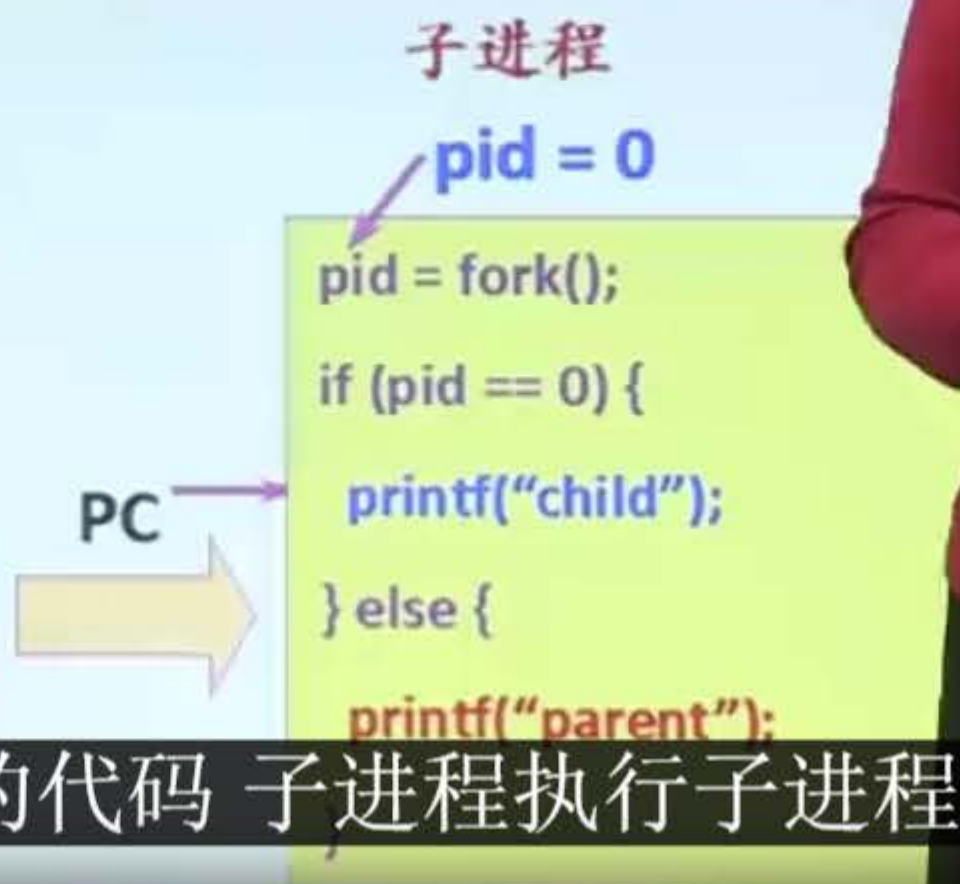 子进程
pid = 0
pid = fork();
if (pid == 0) {
PC
printf(“child”);
} else {
printf(“parent”);
的代码 子进程执行子进程
}